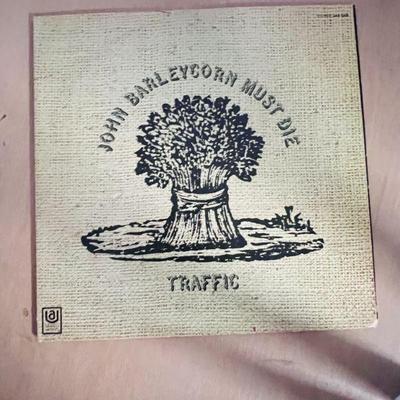 JOHN BARLEYCORN MUST DIE
TRAFFIC